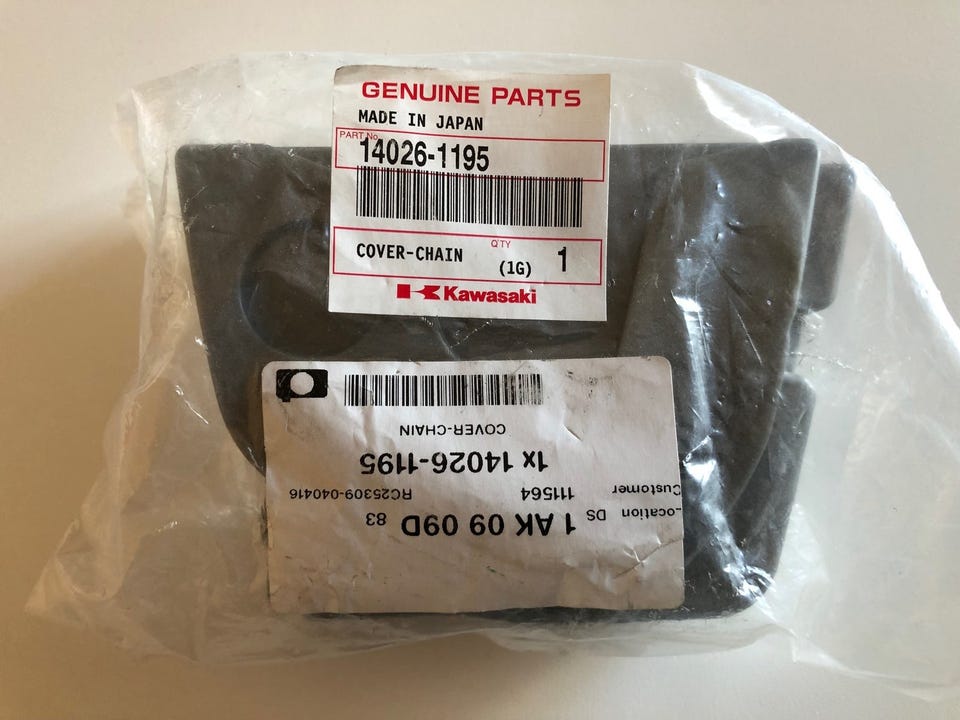 GENUINE PARTS
MADE IN JAPAN
PART No.
14026-1195
COVER-CHAIN Q'TY (1G) 1
Kawasaki
Location DS 1 AK 09 09D 83
Customer 111564 RC25309-040416
1x 14026-1195
COVER-CHAIN